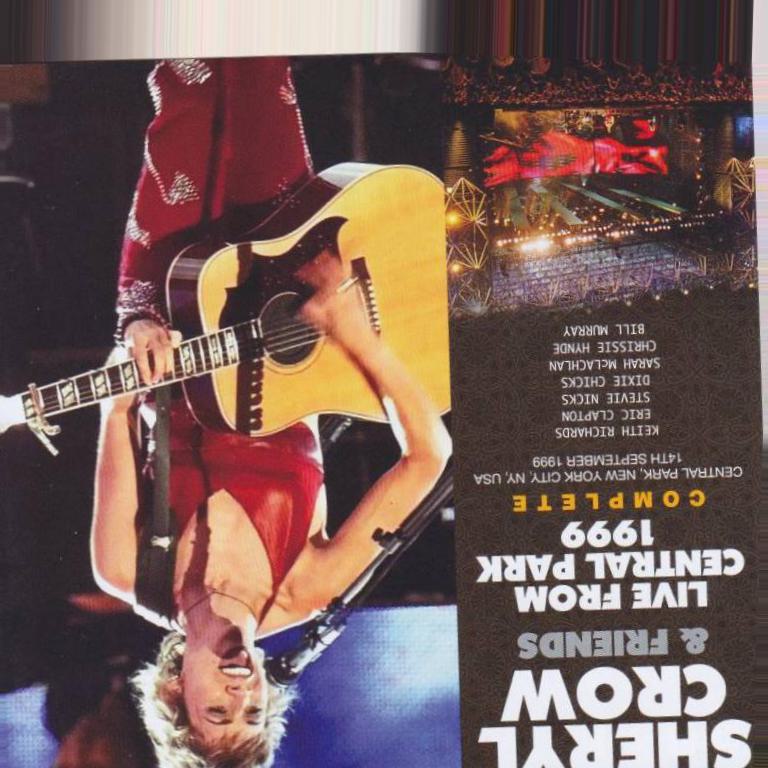 SHERYL
CROW
& FRIENDS
LIVE FROM
CENTRAL PARK
1999
COMPLETE
CENTRAL PARK, NEW YORK CITY, NY, USA
14TH SEPTEMBER 1999
KEITH RICHARDS
ERIC CLAPTON
STEVIE NICKS
DIXIE CHICKS
SARAH McLACHLAN
CHRISSIE HYNDE
BILL MURRAY